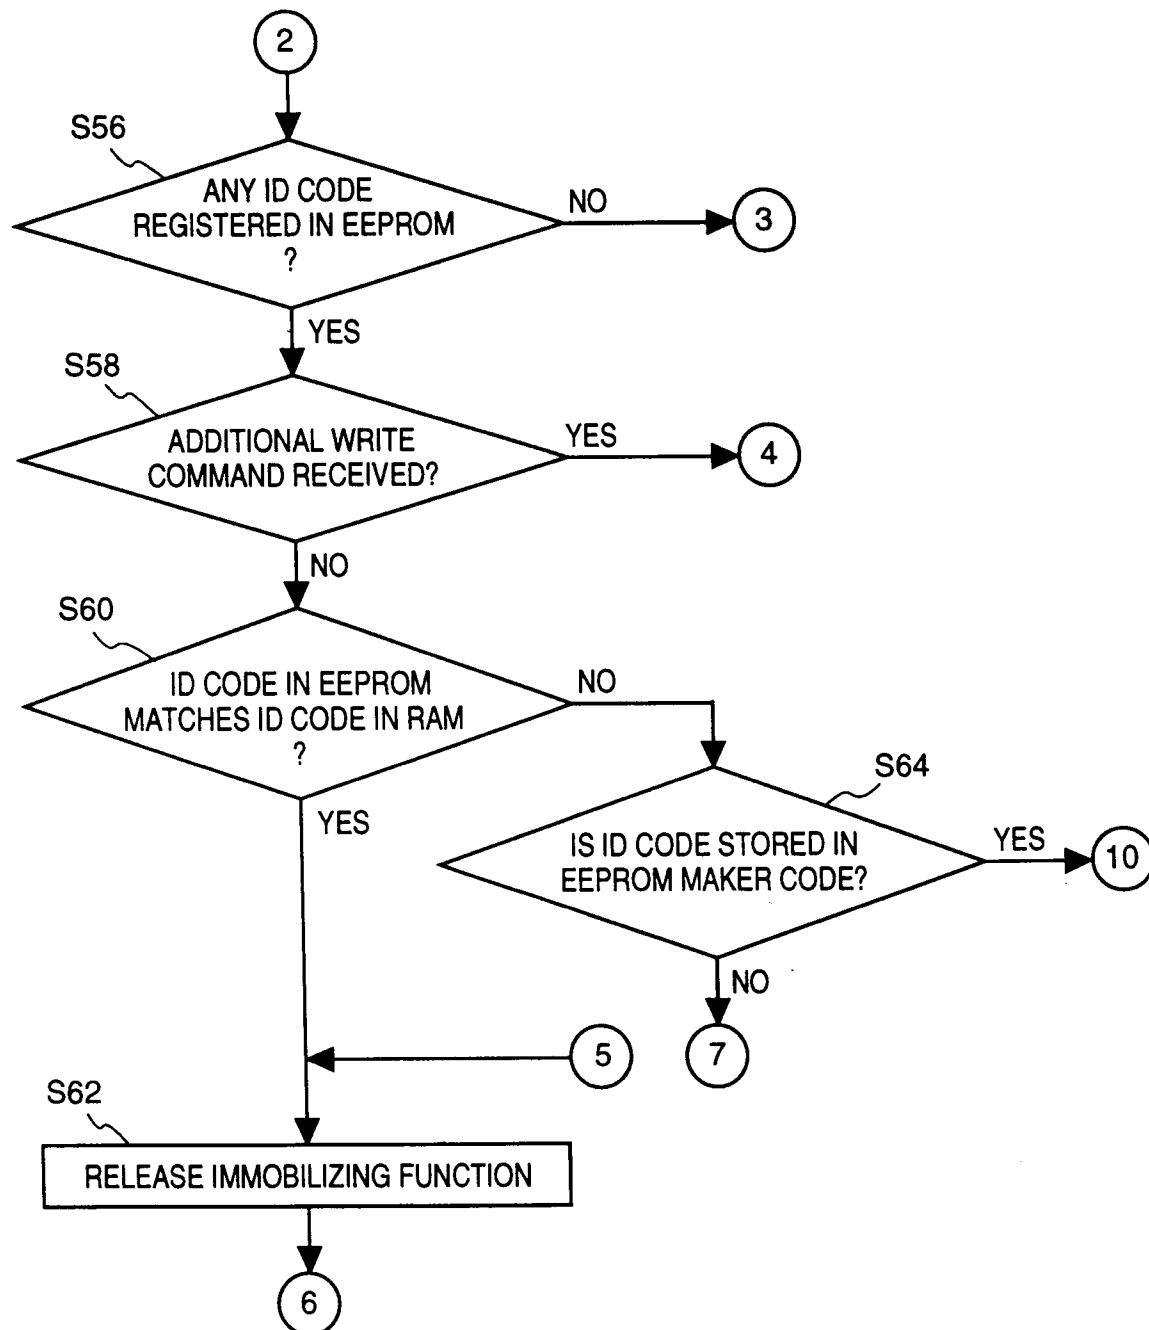 2
S56
ANY ID CODE
REGISTERED IN EEPROM
?
NO
3
YES
S58
ADDITIONAL WRITE
COMMAND RECEIVED?
YES
4
NO
S60
ID CODE IN EEPROM
MATCHES ID CODE IN RAM
?
NO
YES
S64
IS ID CODE STORED IN
EEPROM MAKER CODE?
YES
10
NO
5
7
S62
RELEASE IMMOBILIZING FUNCTION
6